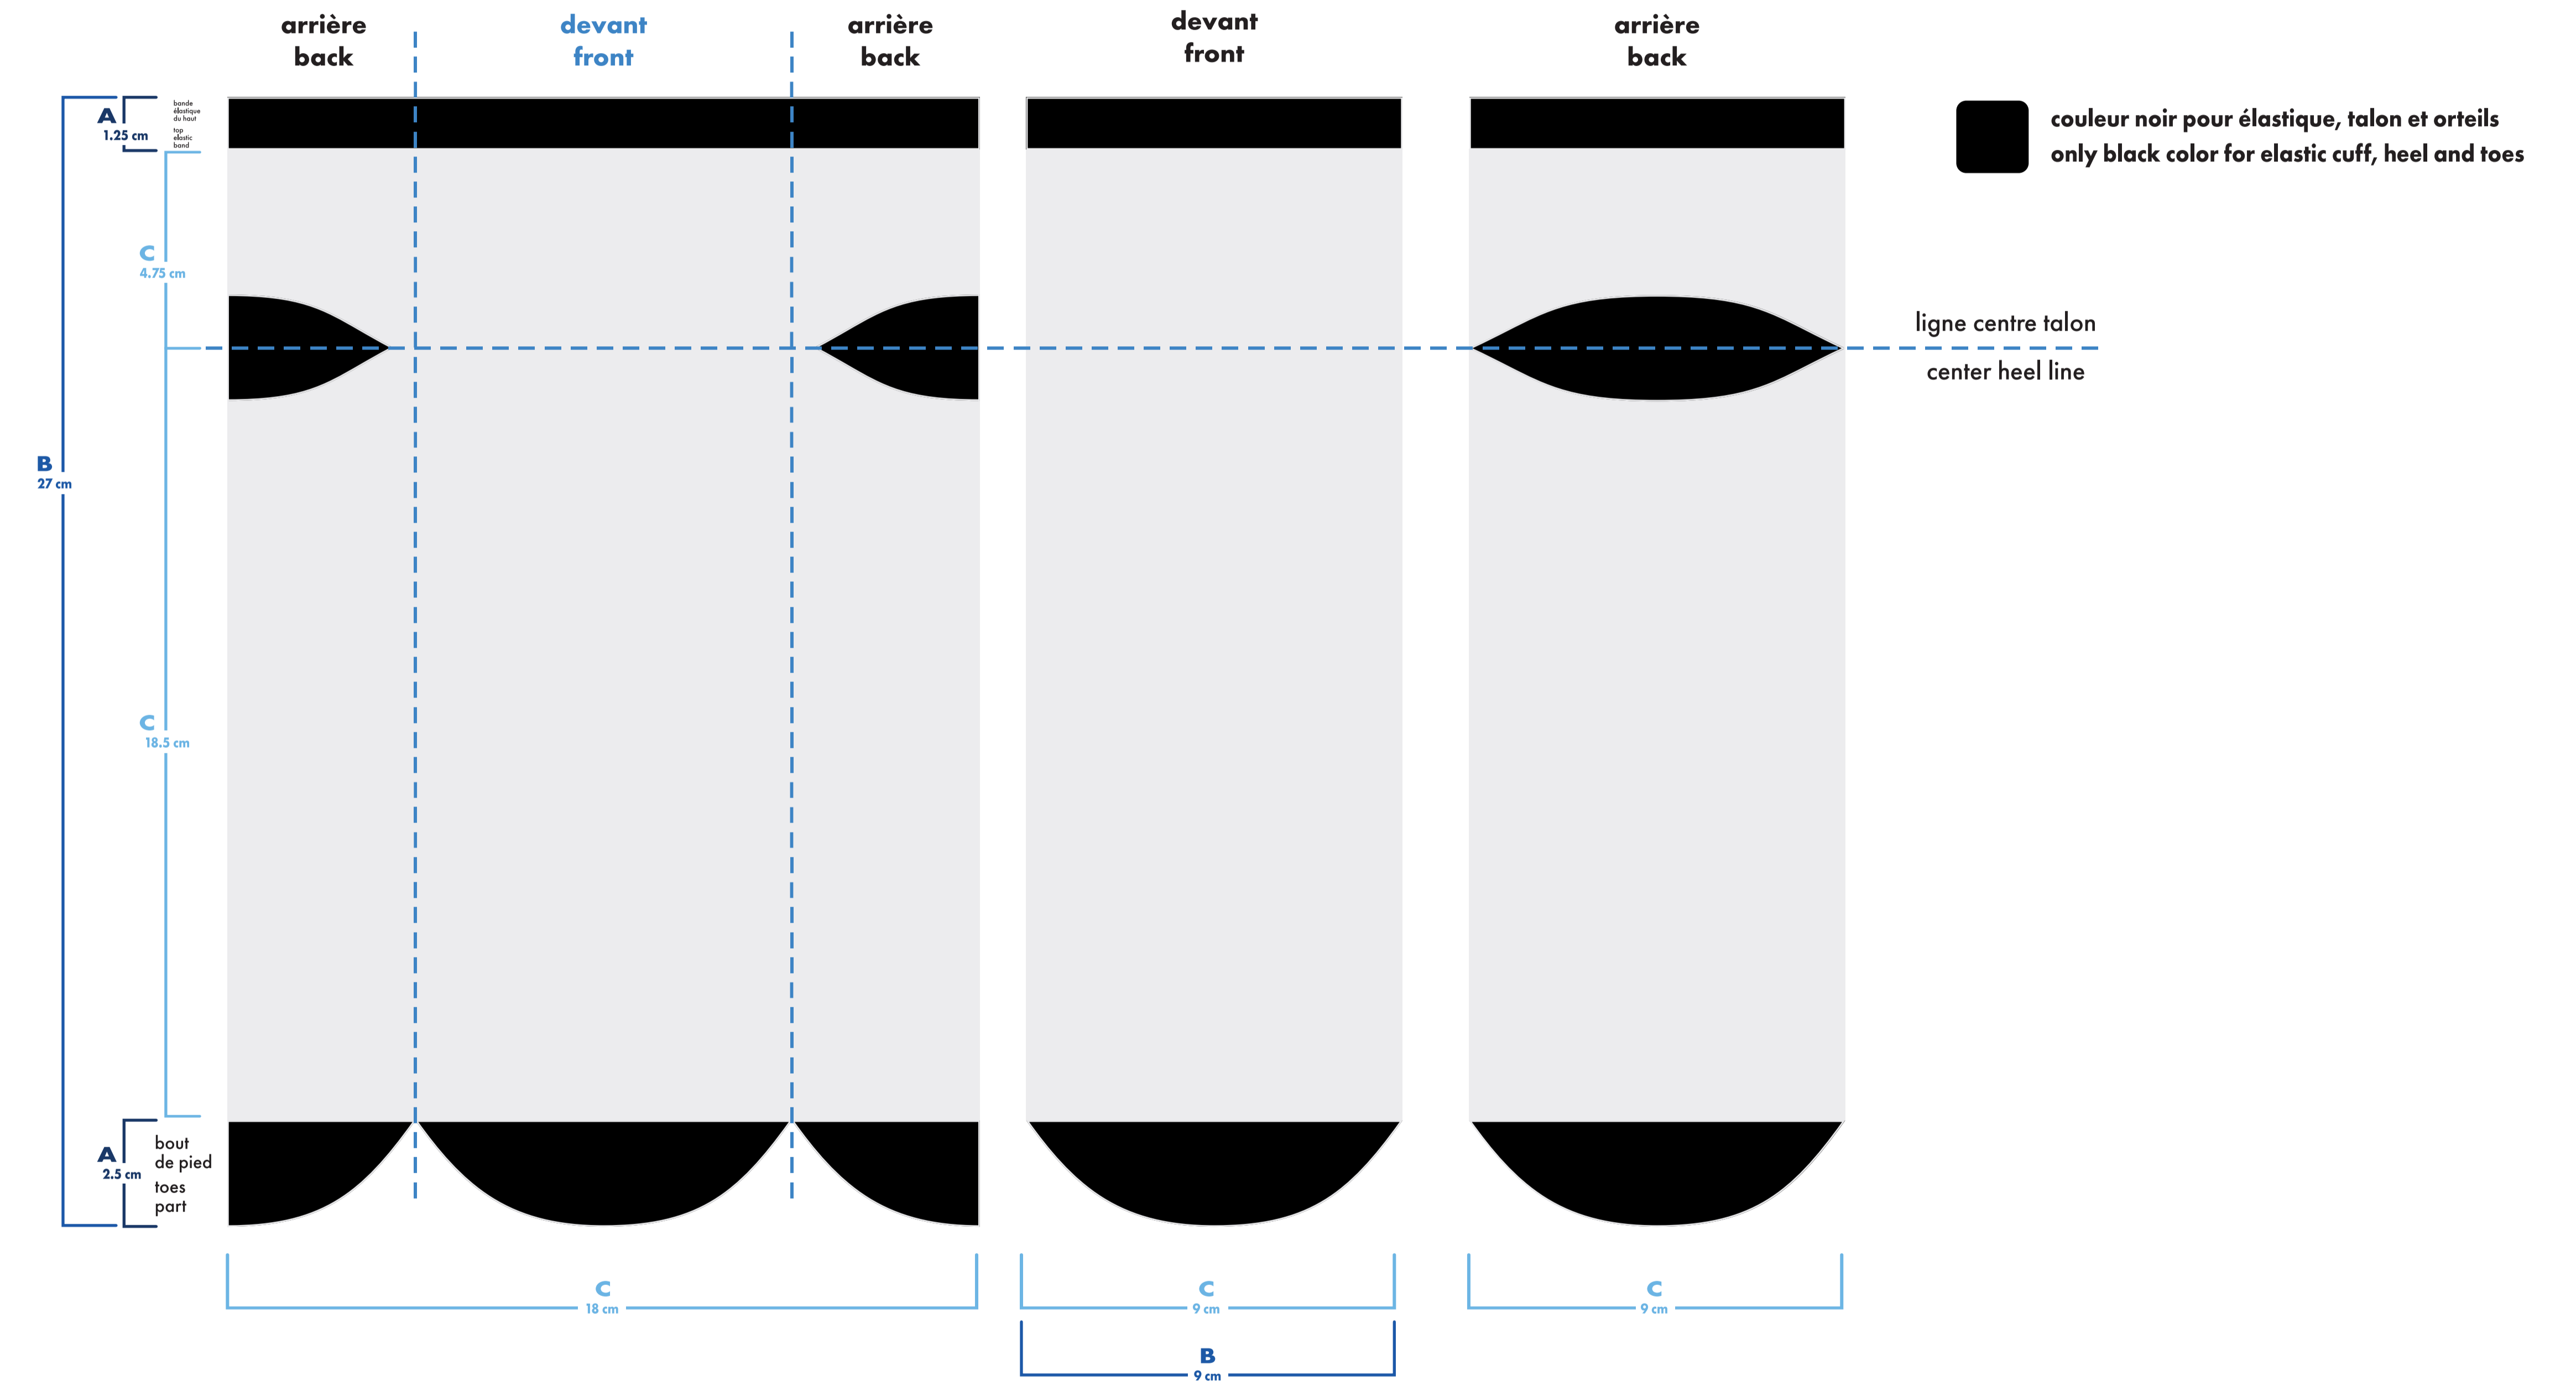 arrière
back
devant
front
arrière
back
devant
front
arrière
back
A
1.25 cm
bande
élastique
du haut
top
elastic
band
couleur noir pour élastique, talon et orteils
only black color for elastic cuff, heel and toes
C
4.75 cm
ligne centre talon
center heel line
B
27 cm
C
18.5 cm
A
2.5 cm
bout
de pied
toes
part
C
18 cm
C
9 cm
C
9 cm
B
9 cm